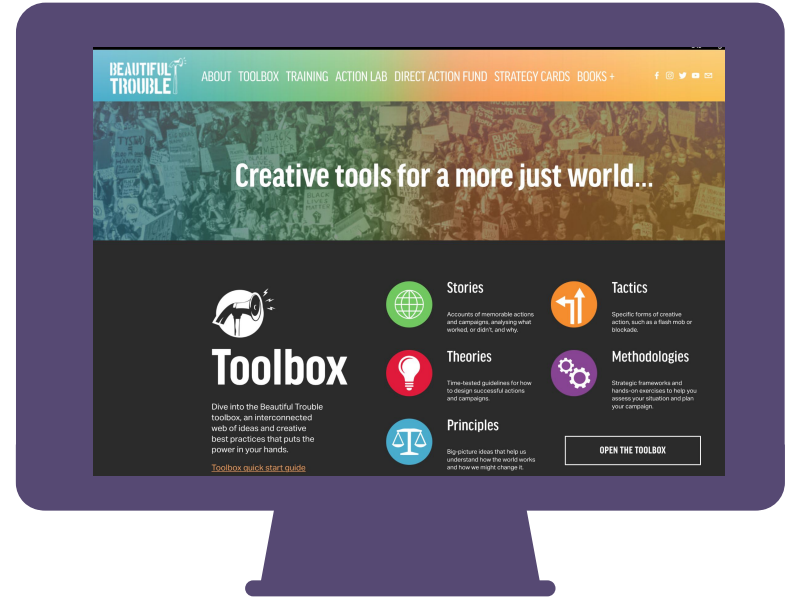 BEAUTIFUL
TROUBLE
ABOUT TOOLBOX TRAINING ACTION LAB DIRECT ACTION FUND STRATEGY CARDS BOOKS +
BLACK
LIVES
MATTER
Creative tools for a more just world...
BLACK
LIVES
MATTER
Toolbox
Dive into the Beautiful Trouble
toolbox, an interconnected
web of ideas and creative
best practices that puts the
power in your hands.
Toolbox quick start guide
Stories
Accounts of memorable actions
and campaigns, analysing what
worked, or didn't, and why.
Tactics
Specific forms of creative
action, such as a flash mob or
blockade.
Theories
Time-tested guidelines for how
to design successful actions
and campaigns.
Methodologies
Strategic frameworks and
hands-on exercises to help you
assess your situation and plan
your campaign.
Principles
Big-picture ideas that help us
understand how the world works
and how we might change it.
OPEN THE TOOLBOX